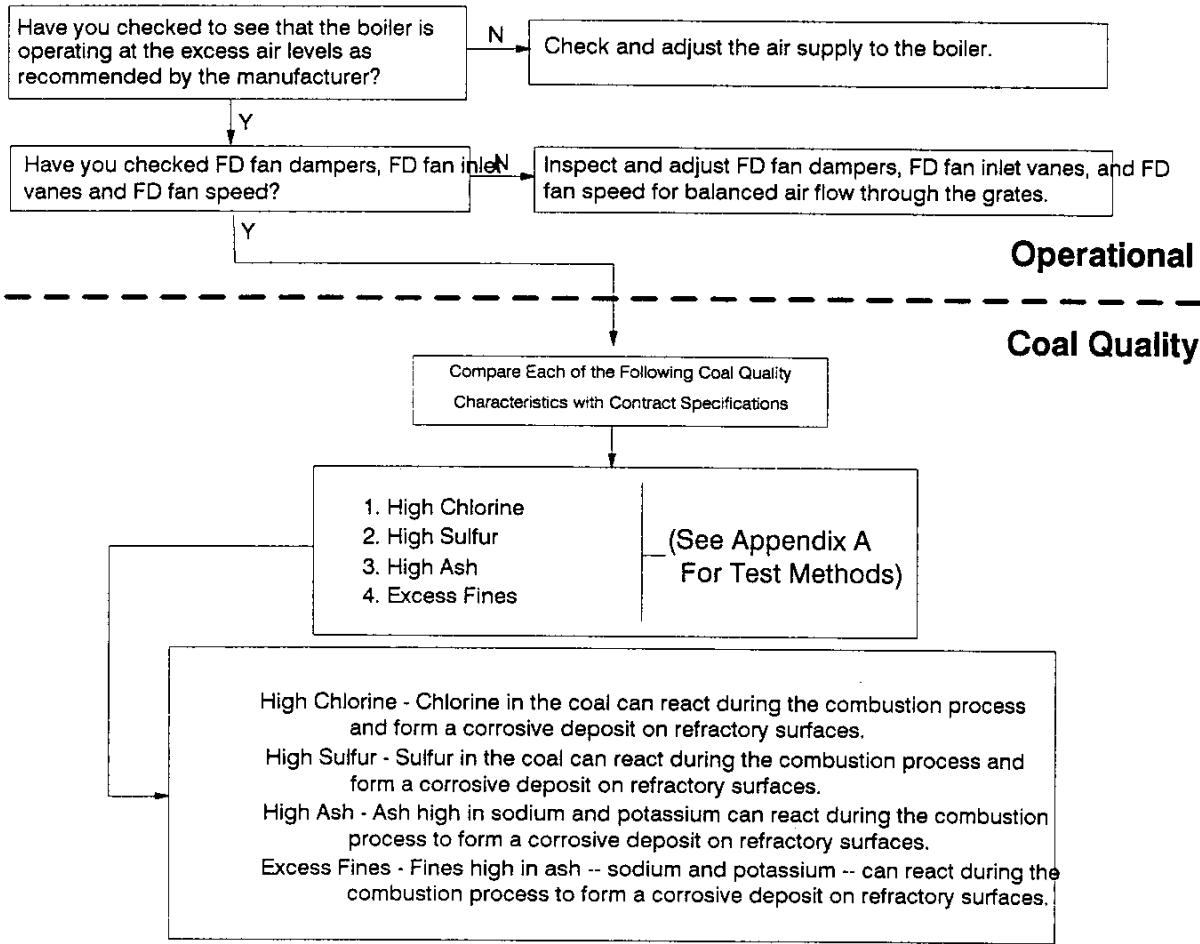 Have you checked to see that the boiler is
operating at the excess air levels as
recommended by the manufacturer?
N
Check and adjust the air supply to the boiler.
Y
Have you checked FD fan dampers, FD fan inlet
vanes and FD fan speed?
N
Inspect and adjust FD fan dampers, FD fan inlet vanes, and FD
fan speed for balanced air flow through the grates.
Y
Operational
Coal Quality
Compare Each of the Following Coal Quality
Characteristics with Contract Specifications
1. High Chlorine
2. High Sulfur
3. High Ash
4. Excess Fines
(See Appendix A
For Test Methods)
High Chlorine - Chlorine in the coal can react during the combustion process
and form a corrosive deposit on refractory surfaces.
High Sulfur - Sulfur in the coal can react during the combustion process and
form a corrosive deposit on refractory surfaces.
High Ash - Ash high in sodium and potassium can react during the combustion
process to form a corrosive deposit on refractory surfaces.
Excess Fines - Fines high in ash -- sodium and potassium -- can react during the
combustion process to form a corrosive deposit on refractory surfaces.